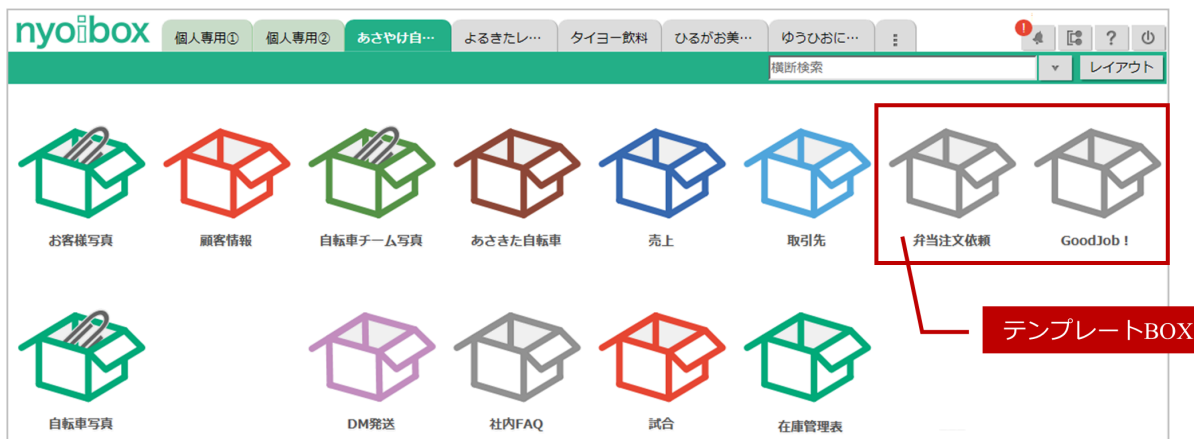 nyoibox
個人専用① 個人専用② あさやけ自… よるきたレ… タイヨー飲料 ひるがお美… ゆうひおに… ⋮ ! ?
横断検索 ▼ レイアウト
お客様写真 顧客情報 自転車チーム写真 あさきた自転車 売上 取引先 弁当注文依頼 GoodJob！
テンプレートBOX
自転車写真 DM発送 社内FAQ 試合 在庫管理表